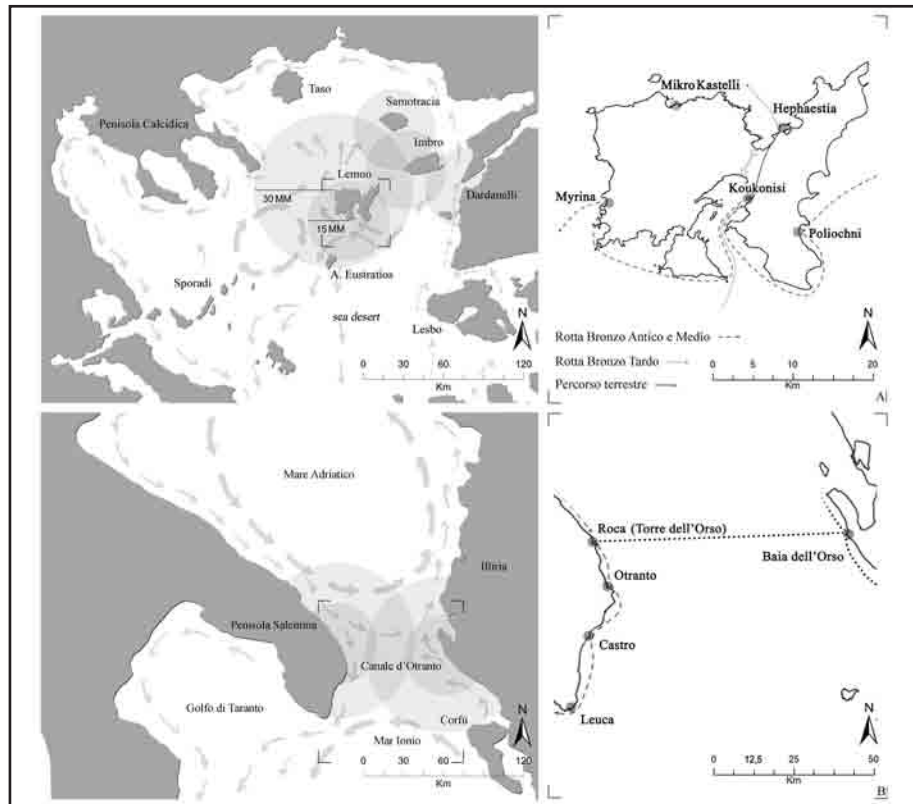 Taso
Samotracia
Penisola Calcidica
Imbro
Lemno
Dardanelli
30 MM
15 MM
A. Eustratios
Sporadi
sea desert
Lesbo
N
0 30 60 120
Km
Mikro Kastelli
Hephaestia
Koukonisi
Myrina
Poliochni
N
Rotta Bronzo Antico e Medio
Rotta Bronzo Tardo
Percorso terrestre
0 5 10 20
Km
A
Mare Adriatico
Illiria
Penisola Salentina
Canale d'Otranto
Golfo di Taranto
Corfù
Mar Ionio
N
0 30 60 120
Km
Roca (Torre dell'Orso)
Baia dell'Orso
Otranto
Castro
Leuca
N
0 12,5 25 50
Km
B